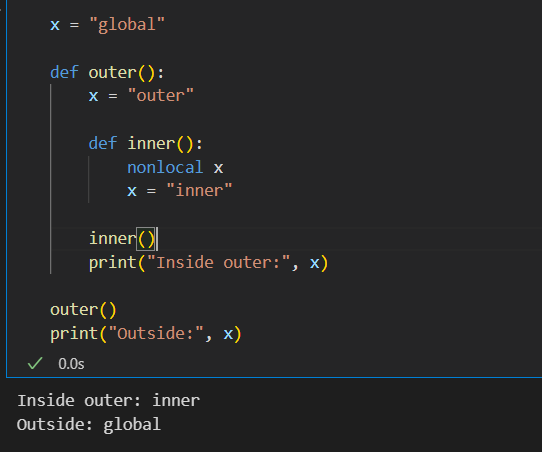 x = "global"
def outer():
    x = "outer"
    def inner():
        nonlocal x
        x = "inner"
    inner()
    print("Inside outer:", x)
outer()
print("Outside:", x)
0.0s
Inside outer: inner
Outside: global